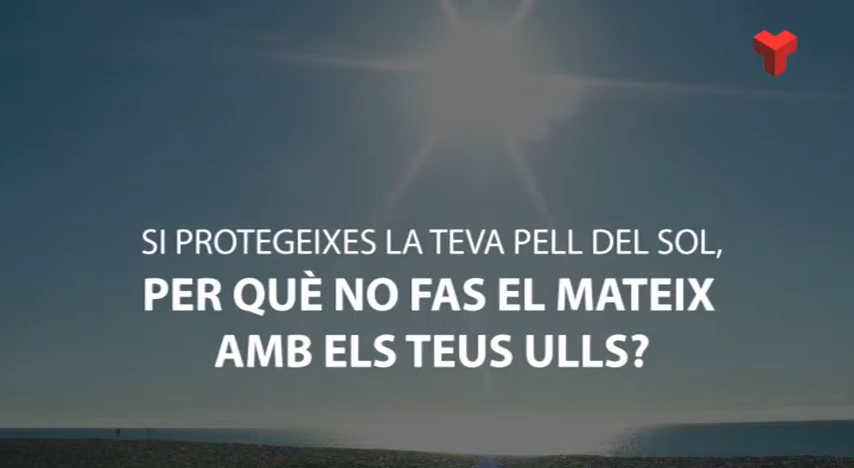 SI PROTEGEIXES LA TEVA PELL DEL SOL,
PER QUÈ NO FAS EL MATEIX
AMB ELS TEUS ULLS?